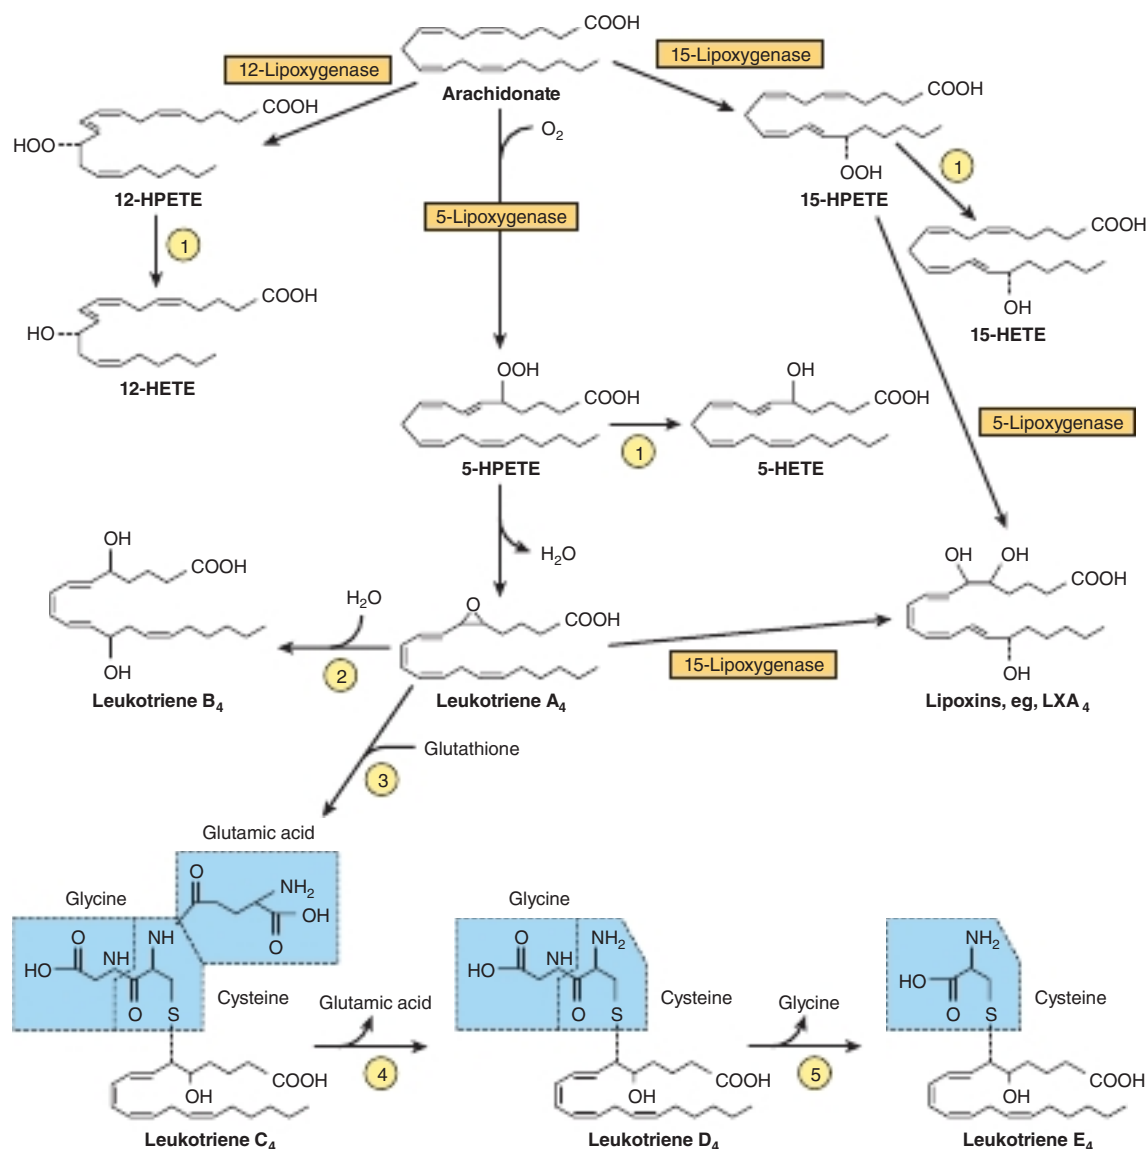 COOH
Arachidonate
12-Lipoxygenase
15-Lipoxygenase
O2
COOH
HOO
12-HPETE
COOH
OOH
15-HPETE
1
1
5-Lipoxygenase
COOH
HO
12-HETE
COOH
OH
15-HETE
OOH
COOH
5-HPETE
1
OH
COOH
5-HETE
5-Lipoxygenase
H2O
OH
COOH
OH
Leukotriene B4
H2O
2
O
COOH
Leukotriene A4
15-Lipoxygenase
OH
OH
COOH
OH
Lipoxins, eg, LXA4
Glutathione
3
Glutamic acid
O
NH2
OH
O
Glycine
O
HO
NH
NH
O
S
Cysteine
COOH
OH
Leukotriene C4
Glutamic acid
4
Glycine
O
HO
NH
NH2
O
S
Cysteine
COOH
OH
Leukotriene D4
Glycine
5
NH2
HO
O
S
Cysteine
COOH
OH
Leukotriene E4